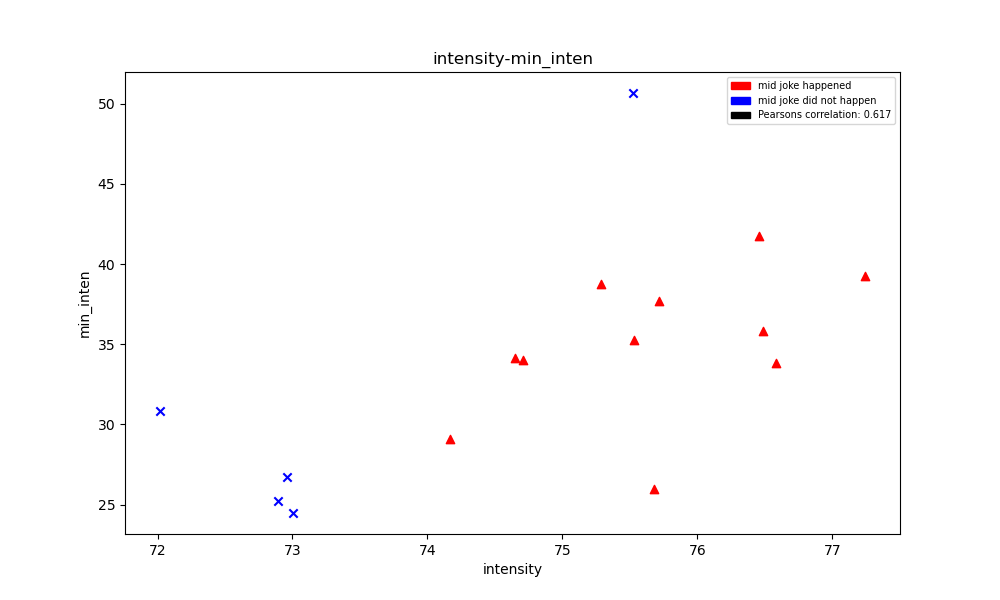 intensity-min_inten
mid joke happened
mid joke did not happen
Pearsons correlation: 0.617
50
45
40
35
30
25
min_inten
72
73
74
75
76
77
intensity